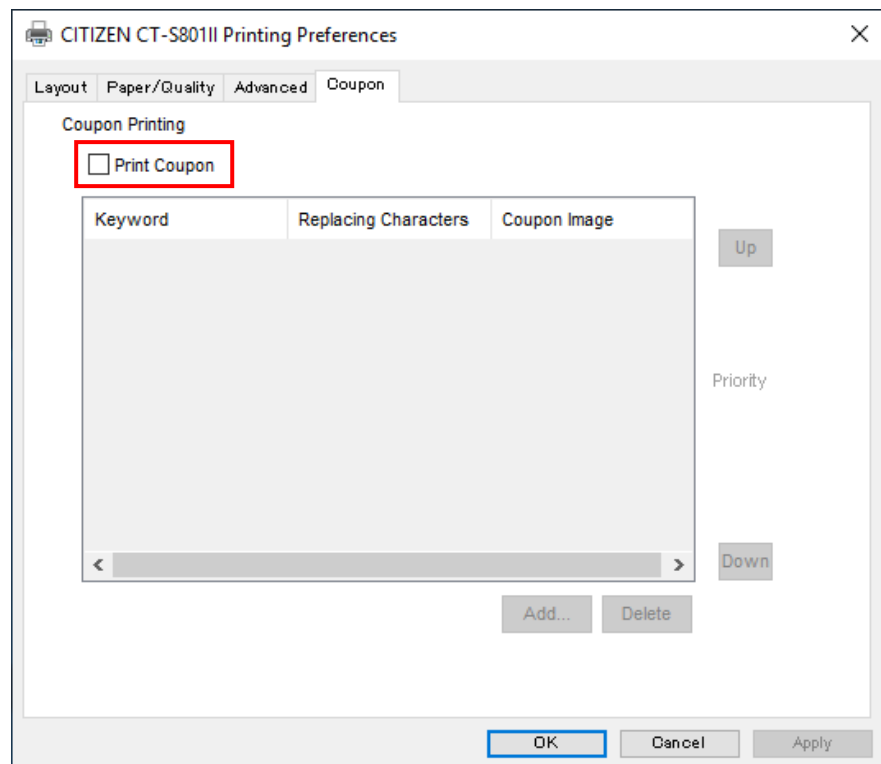 CITIZEN CT-S801II Printing Preferences
Layout Paper/Quality Advanced Coupon
Coupon Printing
Print Coupon
Keyword Replacing Characters Coupon Image
Up
Priority
Down
Add... Delete
OK Cancel Apply